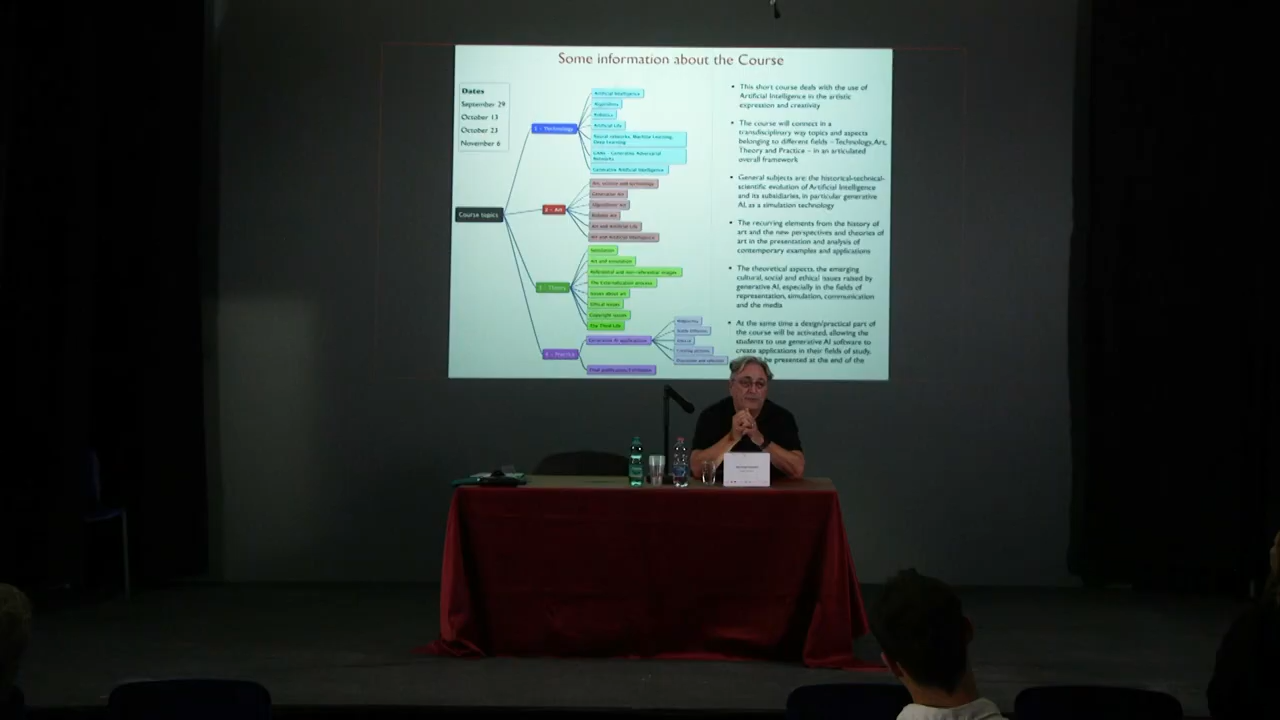 Some information about the Course
Dates
September 29
October 13
October 23
November 6
Course topics
1 - Technology
Artificial Intelligence
Algorithms
Robotics
Artificial Life
Neural networks, Machine Learning,
Deep Learning
GANs - Generative Adversarial
Networks
Generative Artificial Intelligence
2 - Art
Art, science and technology
Generative Art
Algorithmic Art
Robotic Art
Art and Artificial Life
Art and Artificial Intelligence
3 - Theory
Simulation
Art and simulation
Referential and non-referential images
The Externalization process
Issues about art
Ethical issues
Copyright issues
The Third Life
4 - Practice
Generative AI applications
Final publication/Exhibition
• This short course deals with the use of
Artificial Intelligence in the artistic
expression and creativity
• The course will connect in a
transdisciplinary way topics and aspects
belonging to different fields – Technology, Art,
Theory and Practice – in an articulated
overall framework
• General subjects are: the historical-technical-
scientific evolution of Artificial Intelligence
and its subsidiaries, in particular generative
AI, as a simulation technology
• The recurring elements from the history of
art and the new perspectives and theories of
art in the presentation and analysis of
contemporary examples and applications
• The theoretical aspects, the emerging
cultural, social and ethical issues raised by
generative AI, especially in the fields of
representation, simulation, communication
and the media
• At the same time a design/practical part of
the course will be activated, allowing the
students to use generative AI software to
create applications in their fields of study,
be presented at the end of the